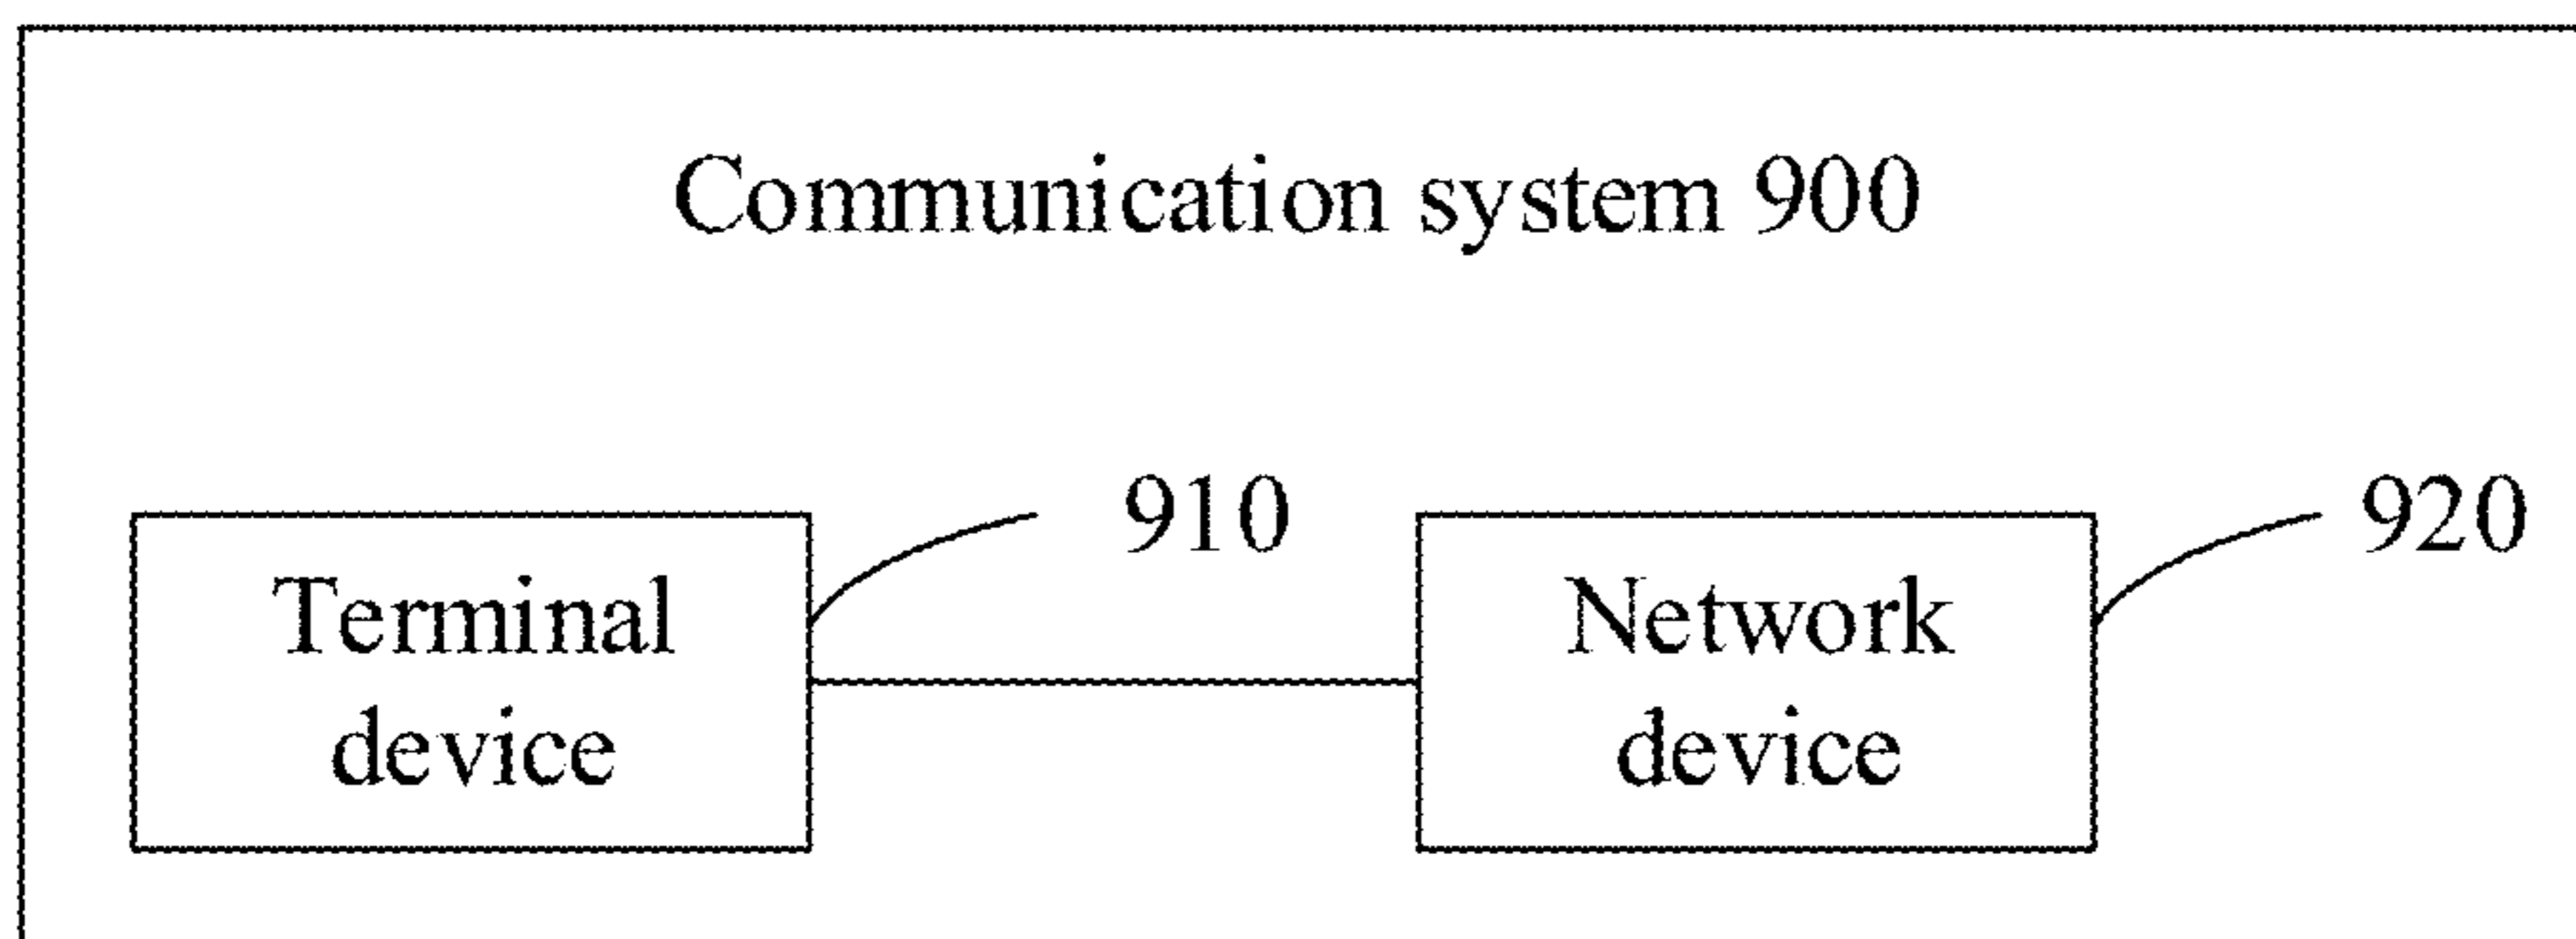 Communication system 900
910
920
Terminal
device
Network
device